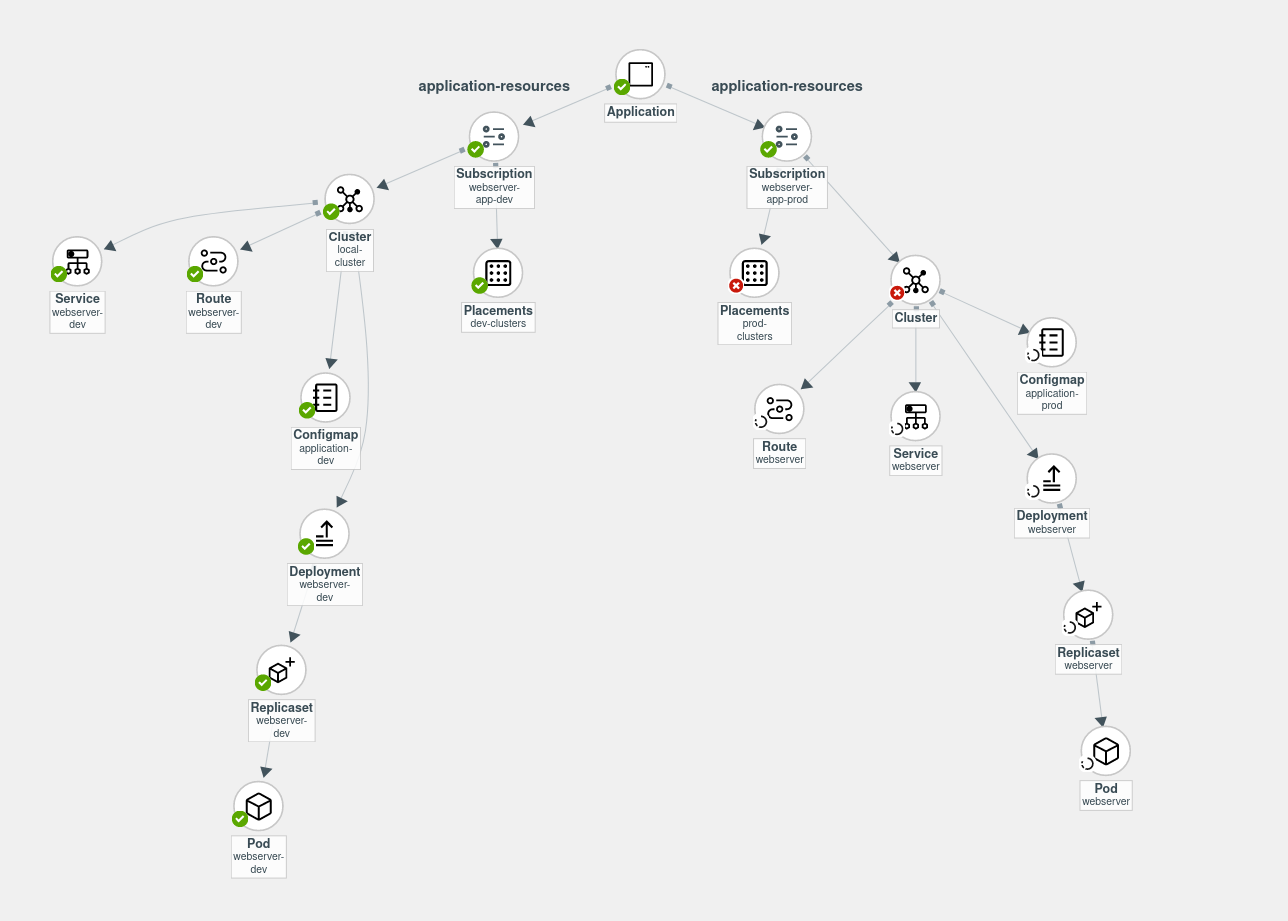 application-resources
application-resources
Application
Subscription
webserver-
app-dev
Subscription
webserver-
app-prod
Cluster
local-
cluster
Service
webserver-
dev
Route
webserver-
dev
Placements
dev-clusters
Placements
prod-
clusters
Cluster
Configmap
application-
prod
Configmap
application-
dev
Route
webserver
Service
webserver
Deployment
webserver
Deployment
webserver-
dev
Replicaset
webserver
Replicaset
webserver-
dev
Pod
webserver
Pod
webserver-
dev